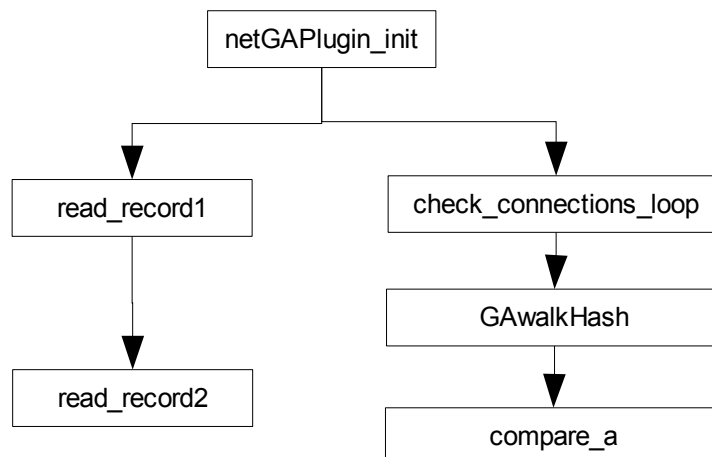 netGAPlugin_init
read_record1
check_connections_loop
GAwalkHash
read_record2
compare_a